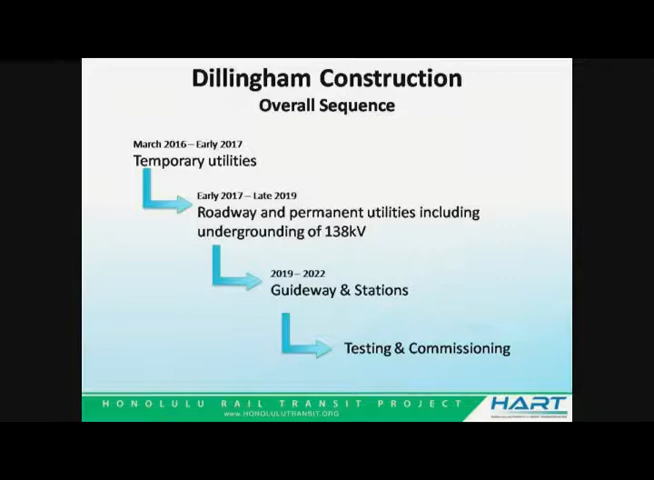 Dillingham Construction
Overall Sequence
March 2016 – Early 2017
Temporary utilities
Early 2017 – Late 2019
Roadway and permanent utilities including
undergrounding of 138kV
2019 – 2022
Guideway & Stations
Testing & Commissioning
HONOLULU RAIL TRANSIT PROJECT
www.HONOLULUTRANSIT.ORG
HART